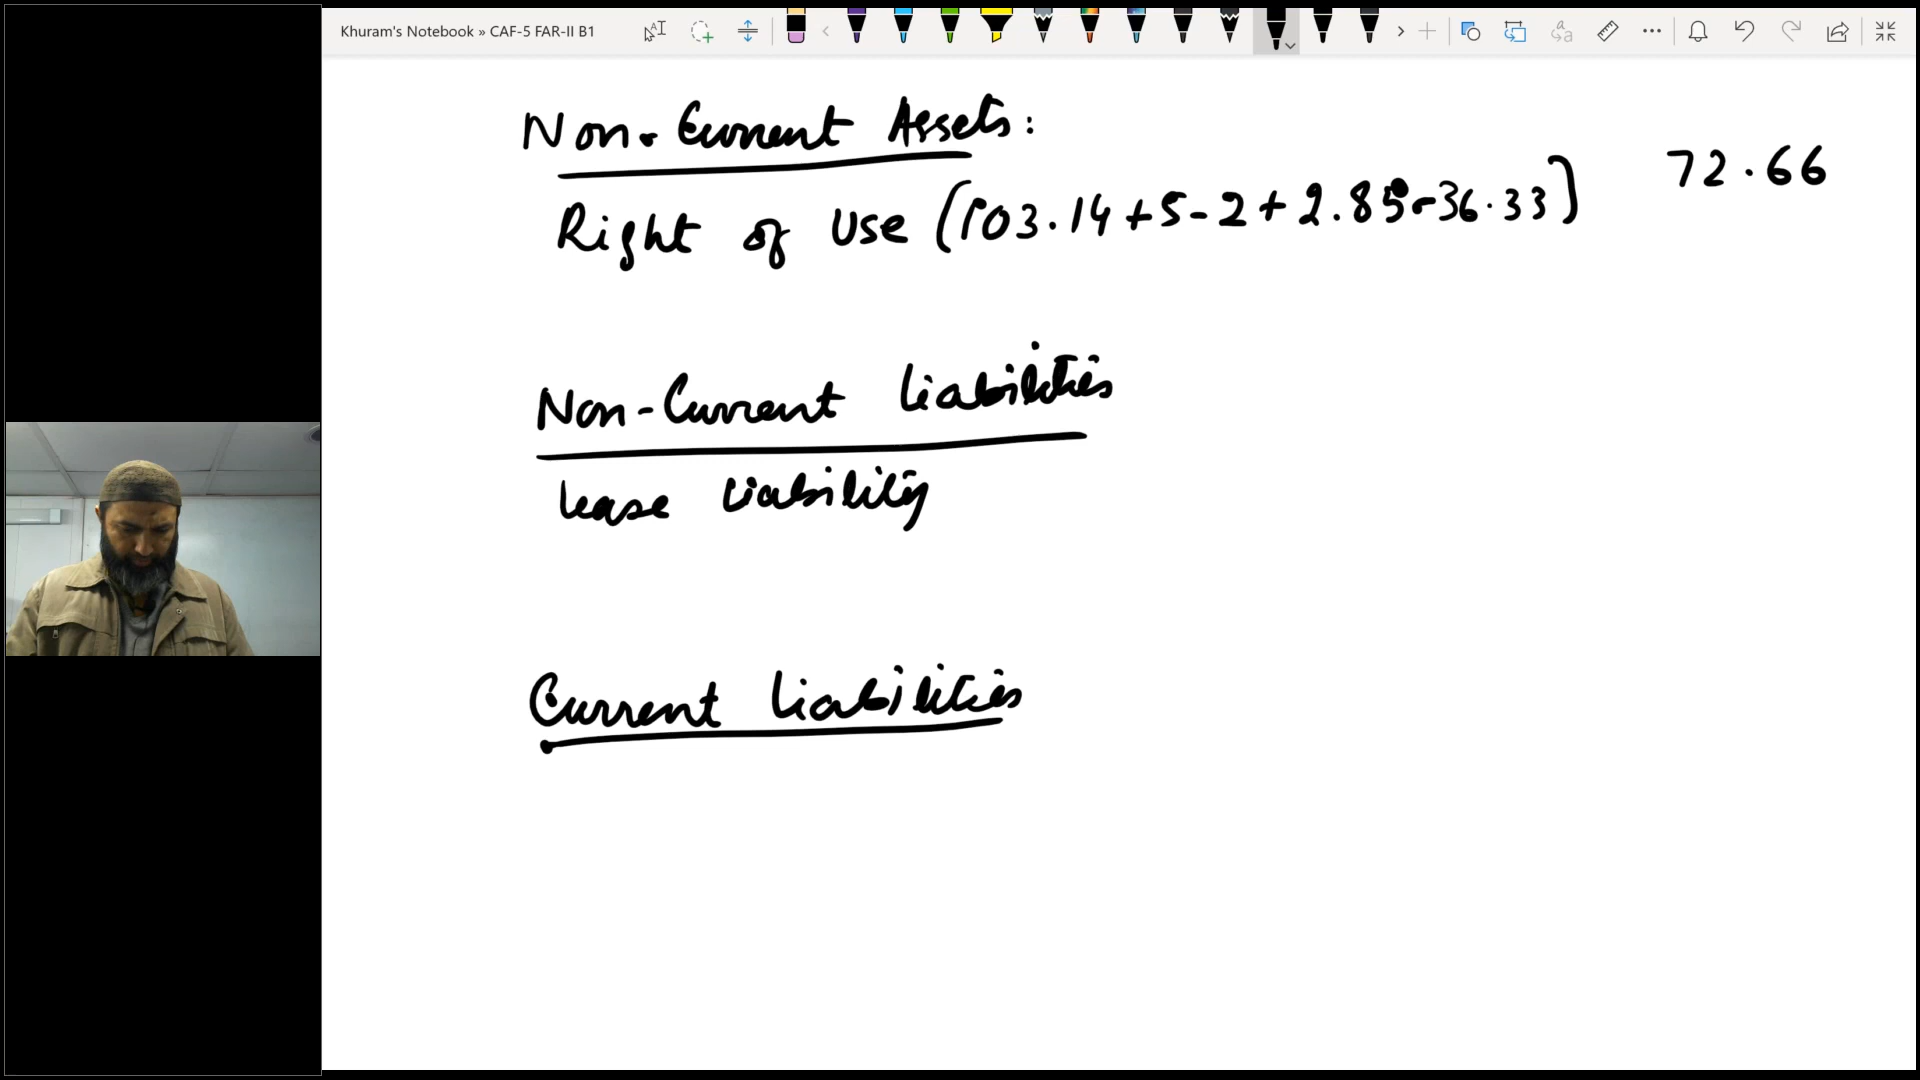 Khuram's Notebook » CAF-5 FAR-II B1
Non-Current Assets:
Right of Use (103.14+5-2+2.85-36.33) 72.66
Non-Current Liabilities
Lease Liability
Current Liabilities